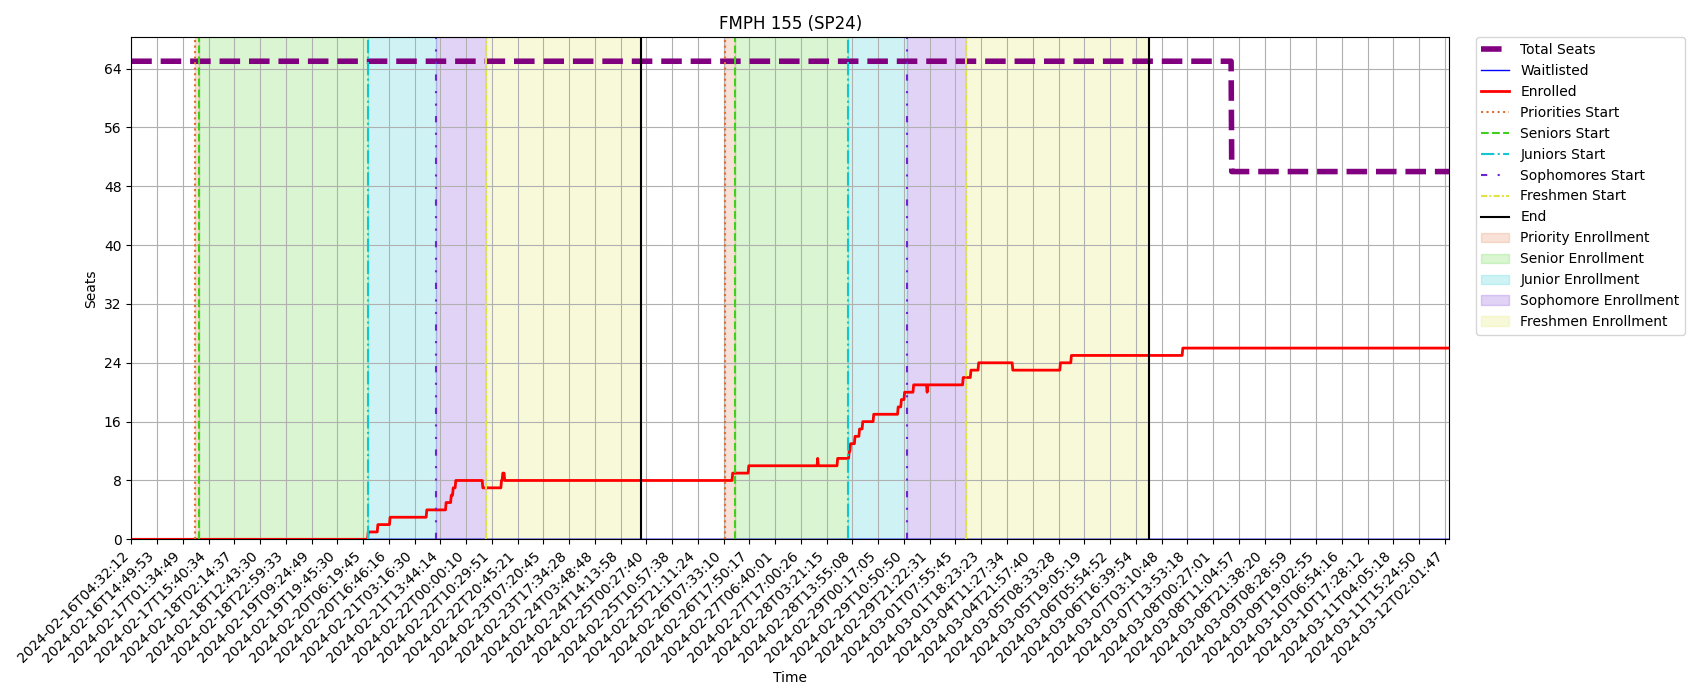 FMPH 155 (SP24)
Total Seats
Waitlisted
Enrolled
Priorities Start
Seniors Start
Juniors Start
Sophomores Start
Freshmen Start
End
Priority Enrollment
Senior Enrollment
Junior Enrollment
Sophomore Enrollment
Freshmen Enrollment
Seats
64
56
48
40
32
24
16
8
0
2024-02-16T04:32:12
2024-02-16T14:49:53
2024-02-17T01:34:49
2024-02-17T15:40:34
2024-02-18T02:14:37
2024-02-18T12:43:30
2024-02-18T22:59:33
2024-02-19T09:24:49
2024-02-19T19:45:30
2024-02-20T06:19:45
2024-02-20T16:46:16
2024-02-21T03:16:30
2024-02-21T13:44:14
2024-02-22T00:00:10
2024-02-22T10:29:51
2024-02-22T20:45:21
2024-02-23T07:20:45
2024-02-23T17:34:28
2024-02-24T03:48:48
2024-02-24T14:13:58
2024-02-25T00:27:40
2024-02-25T10:57:38
2024-02-25T21:11:24
2024-02-26T07:33:10
2024-02-26T17:50:17
2024-02-27T06:40:01
2024-02-27T17:00:26
2024-02-28T03:21:15
2024-02-28T13:55:08
2024-02-29T00:17:05
2024-02-29T10:50:50
2024-02-29T21:22:31
2024-03-01T07:55:45
2024-03-01T18:23:23
2024-03-04T11:27:34
2024-03-04T21:57:40
2024-03-05T08:33:28
2024-03-05T19:05:19
2024-03-06T05:54:52
2024-03-06T16:39:54
2024-03-07T03:10:48
2024-03-07T13:53:18
2024-03-08T00:27:01
2024-03-08T11:04:57
2024-03-08T21:38:20
2024-03-09T08:28:59
2024-03-09T19:02:55
2024-03-10T06:54:16
2024-03-10T17:28:12
2024-03-11T04:05:18
2024-03-11T15:24:50
2024-03-12T02:01:47
Time